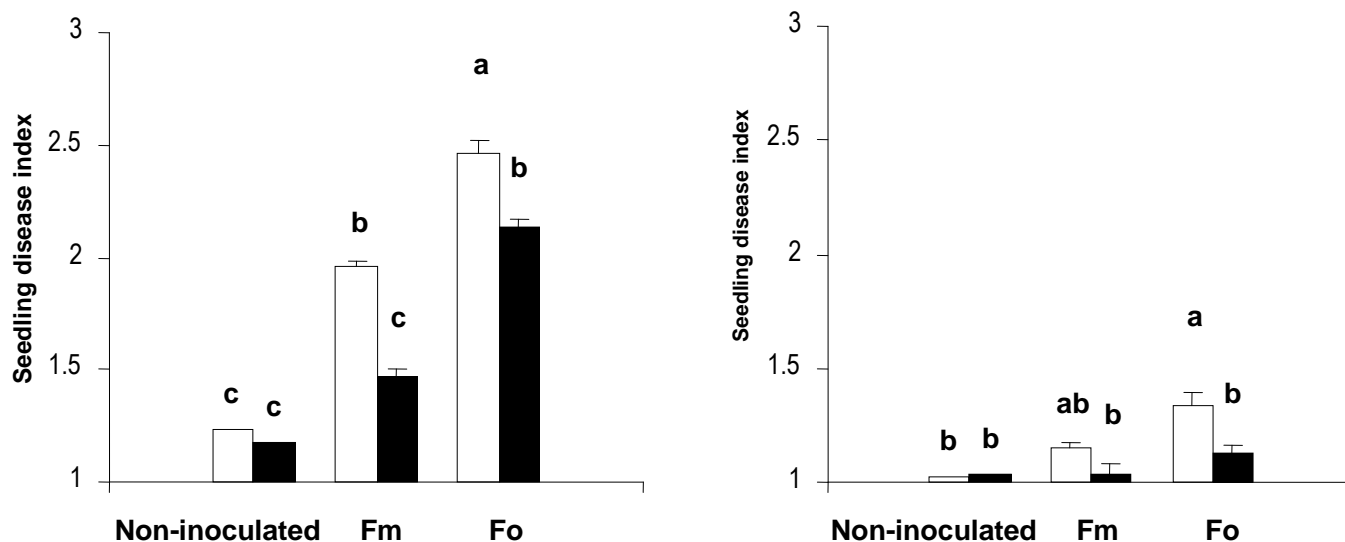 Seedling disease index
3
2.5
2
1.5
1
a
b
b
c
c
c
Non-inoculated Fm Fo
Seedling disease index
3
2.5
2
1.5
1
a
b
ab
b
b
b
Non-inoculated Fm Fo